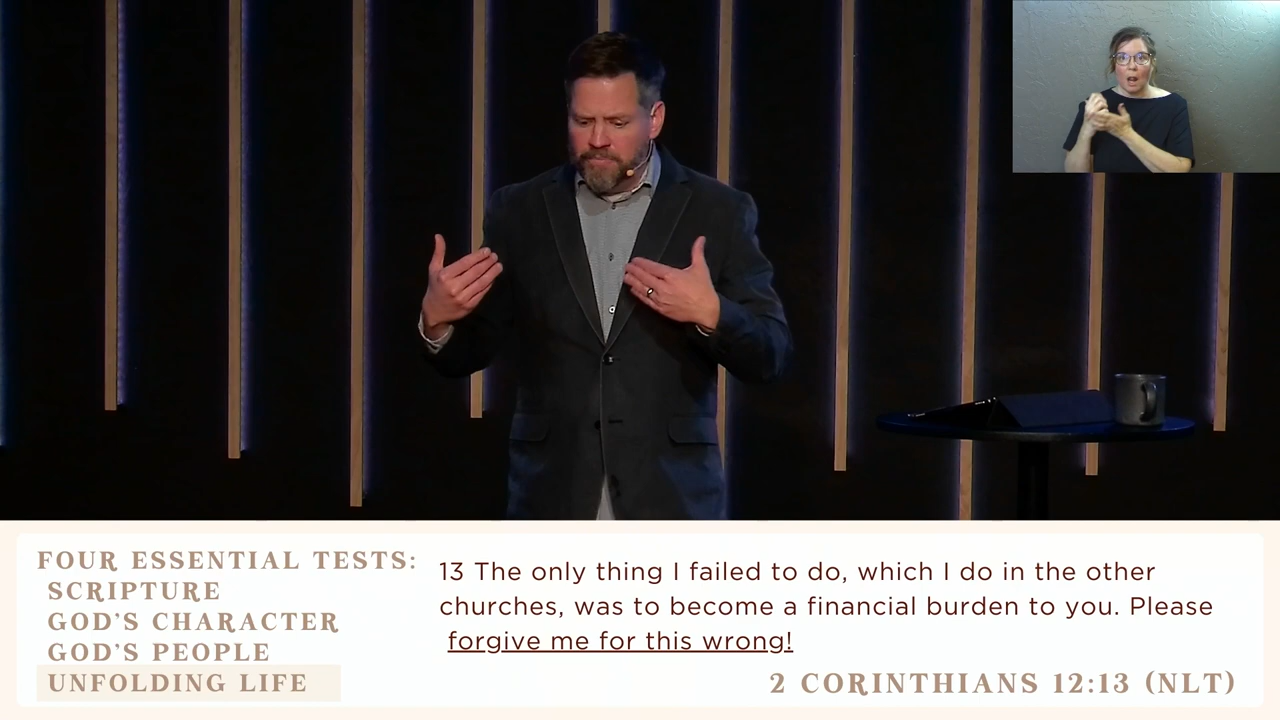 FOUR ESSENTIAL TESTS:
SCRIPTURE
GOD'S CHARACTER
GOD'S PEOPLE
UNFOLDING LIFE
13 The only thing I failed to do, which I do in the other
churches, was to become a financial burden to you. Please
forgive me for this wrong!
2 CORINTHIANS 12:13 (NLT)